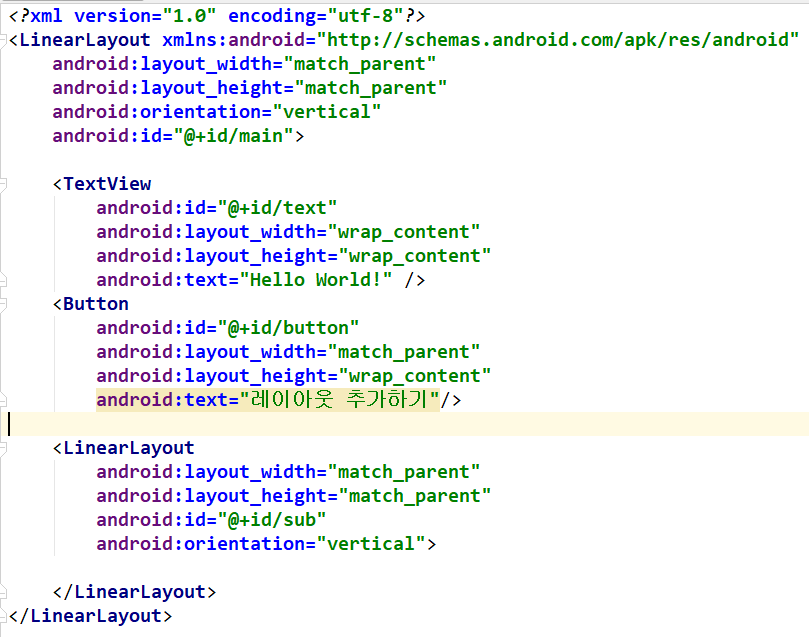 <?xml version="1.0" encoding="utf-8"?>
<LinearLayout xmlns:android="http://schemas.android.com/apk/res/android"
    android:layout_width="match_parent"
    android:layout_height="match_parent"
    android:orientation="vertical"
    android:id="@+id/main">

    <TextView
        android:id="@+id/text"
        android:layout_width="wrap_content"
        android:layout_height="wrap_content"
        android:text="Hello World!" />
    <Button
        android:id="@+id/button"
        android:layout_width="match_parent"
        android:layout_height="wrap_content"
        android:text="레이아웃 추가하기"/>

    <LinearLayout
        android:layout_width="match_parent"
        android:layout_height="match_parent"
        android:id="@+id/sub"
        android:orientation="vertical">

    </LinearLayout>
</LinearLayout>